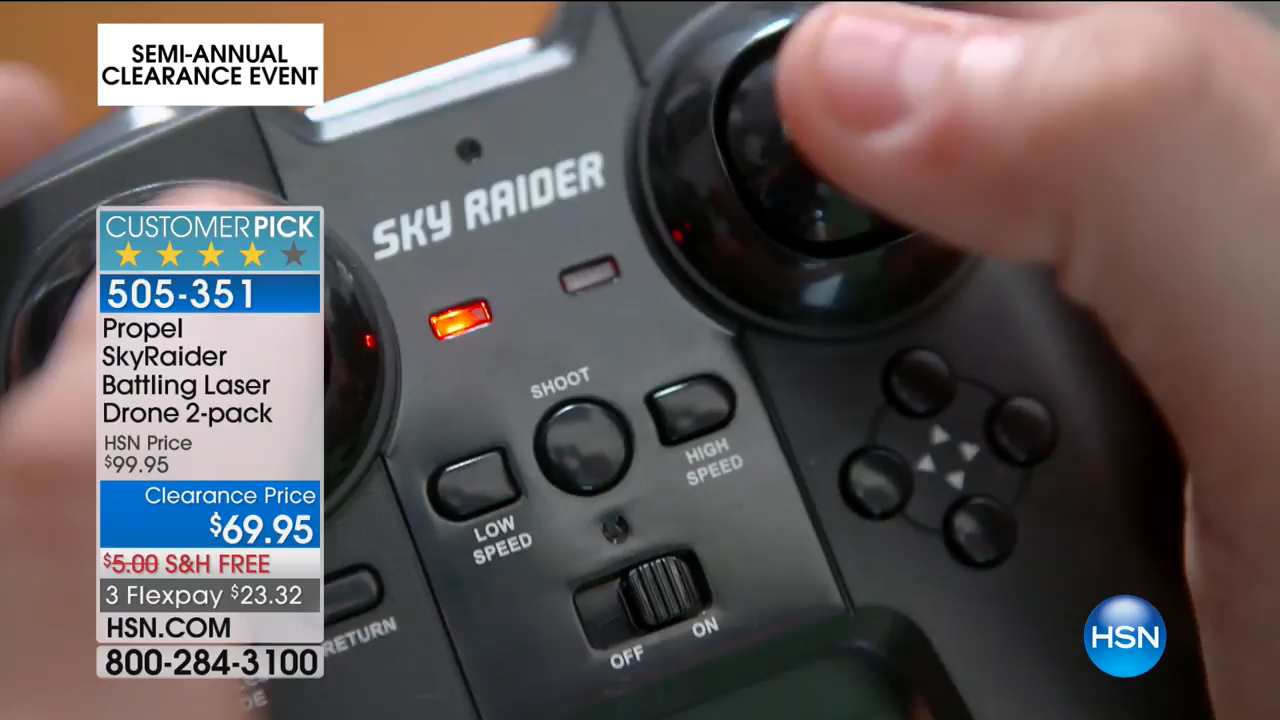 SEMI-ANNUAL
CLEARANCE EVENT
CUSTOMER PICK
505-351
Propel
SkyRaider
Battling Laser
Drone 2-pack
HSN Price
$99.95
Clearance Price
$69.95
$5.00 S&H FREE
3 Flexpay $23.32
HSN.COM
800-284-3100
SKY RAIDER
SHOOT
HIGH
SPEED
LOW
SPEED
RETURN
ON
OFF
HSN